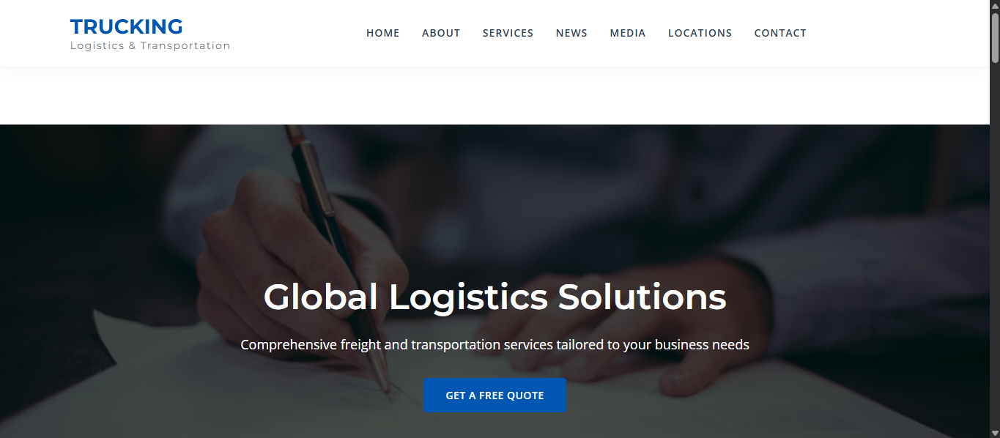 TRUCKING
Logistics & Transportation
HOME ABOUT SERVICES NEWS MEDIA LOCATIONS CONTACT
Global Logistics Solutions
Comprehensive freight and transportation services tailored to your business needs
GET A FREE QUOTE